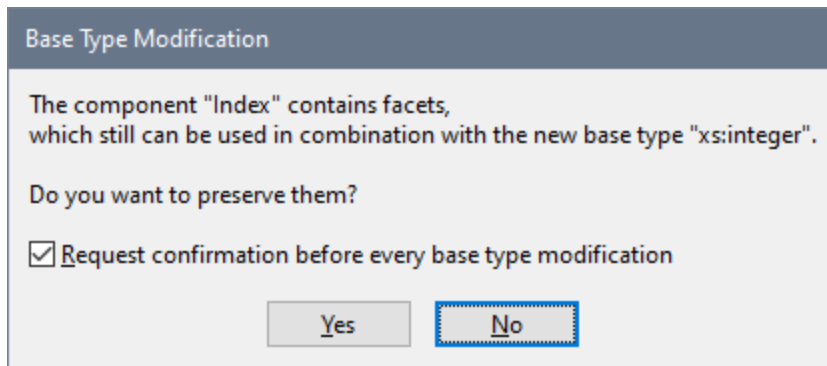 Base Type Modification
The component "Index" contains facets,
which still can be used in combination with the new base type "xs:integer".
Do you want to preserve them?
Request confirmation before every base type modification
Yes
No